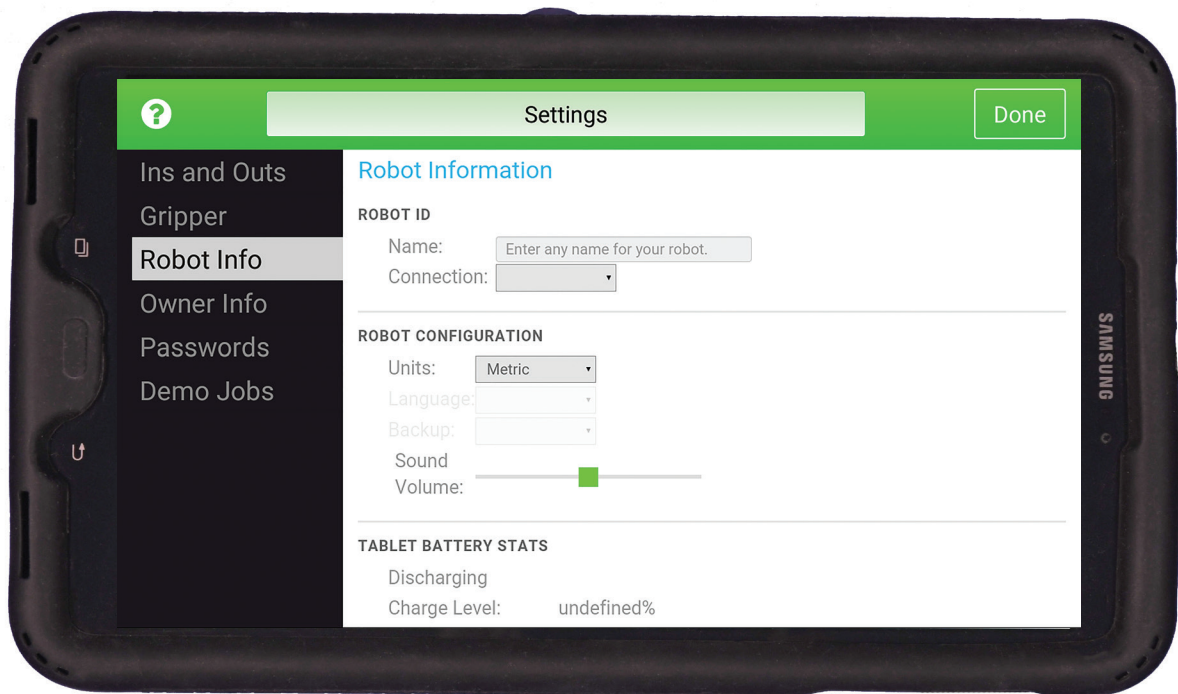 Settings
Done
Ins and Outs
Gripper
Robot Info
Owner Info
Passwords
Demo Jobs
Robot Information
ROBOT ID
Name: Enter any name for your robot.
Connection:
ROBOT CONFIGURATION
Units: Metric
Language:
Backup:
Sound
Volume:
TABLET BATTERY STATS
Discharging
Charge Level: undefined%
SAMSUNG